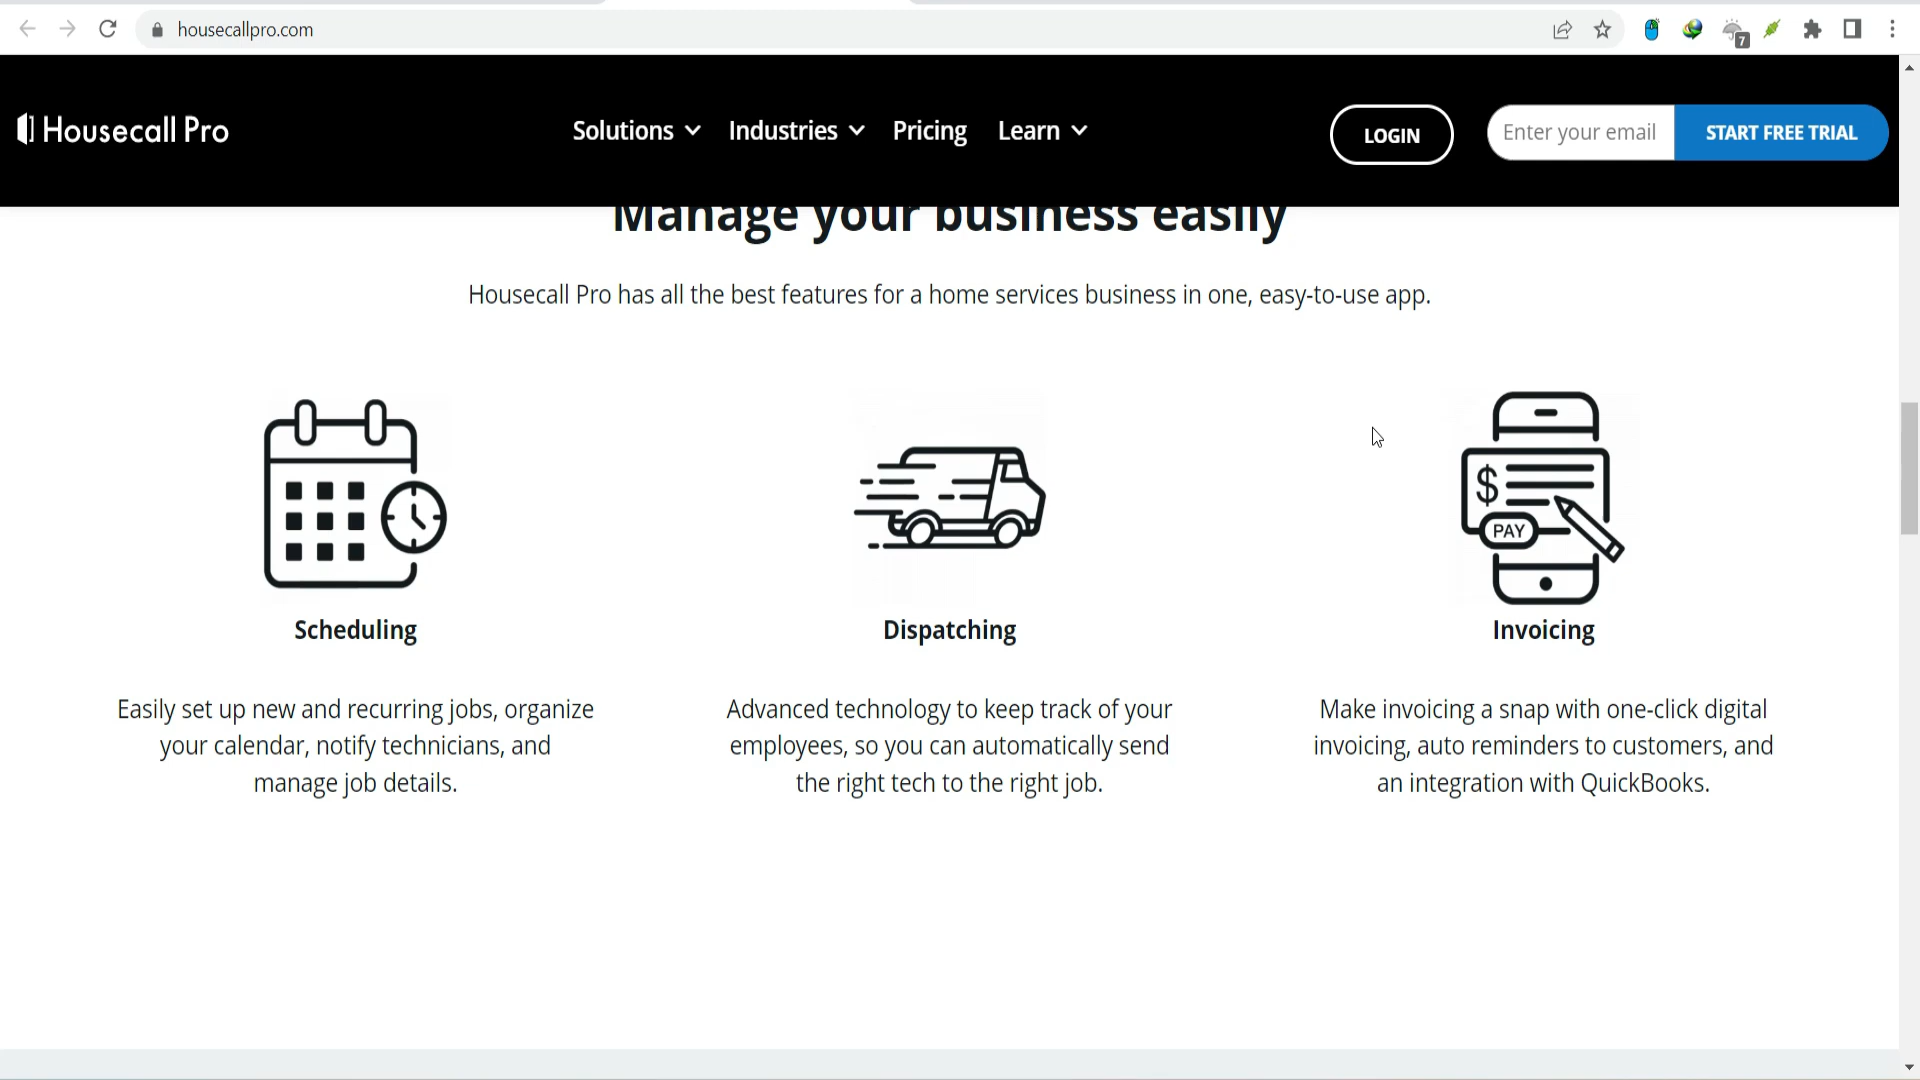 housecallpro.com
7
Housecall Pro
Solutions
Industries
Pricing
Learn
LOGIN
Enter your email
START FREE TRIAL
Manage your business easily
Housecall Pro has all the best features for a home services business in one, easy-to-use app.
$
PAY
Scheduling
Dispatching
Invoicing
Easily set up new and recurring jobs, organize
your calendar, notify technicians, and
manage job details.
Advanced technology to keep track of your
employees, so you can automatically send
the right tech to the right job.
Make invoicing a snap with one-click digital
invoicing, auto reminders to customers, and
an integration with QuickBooks.